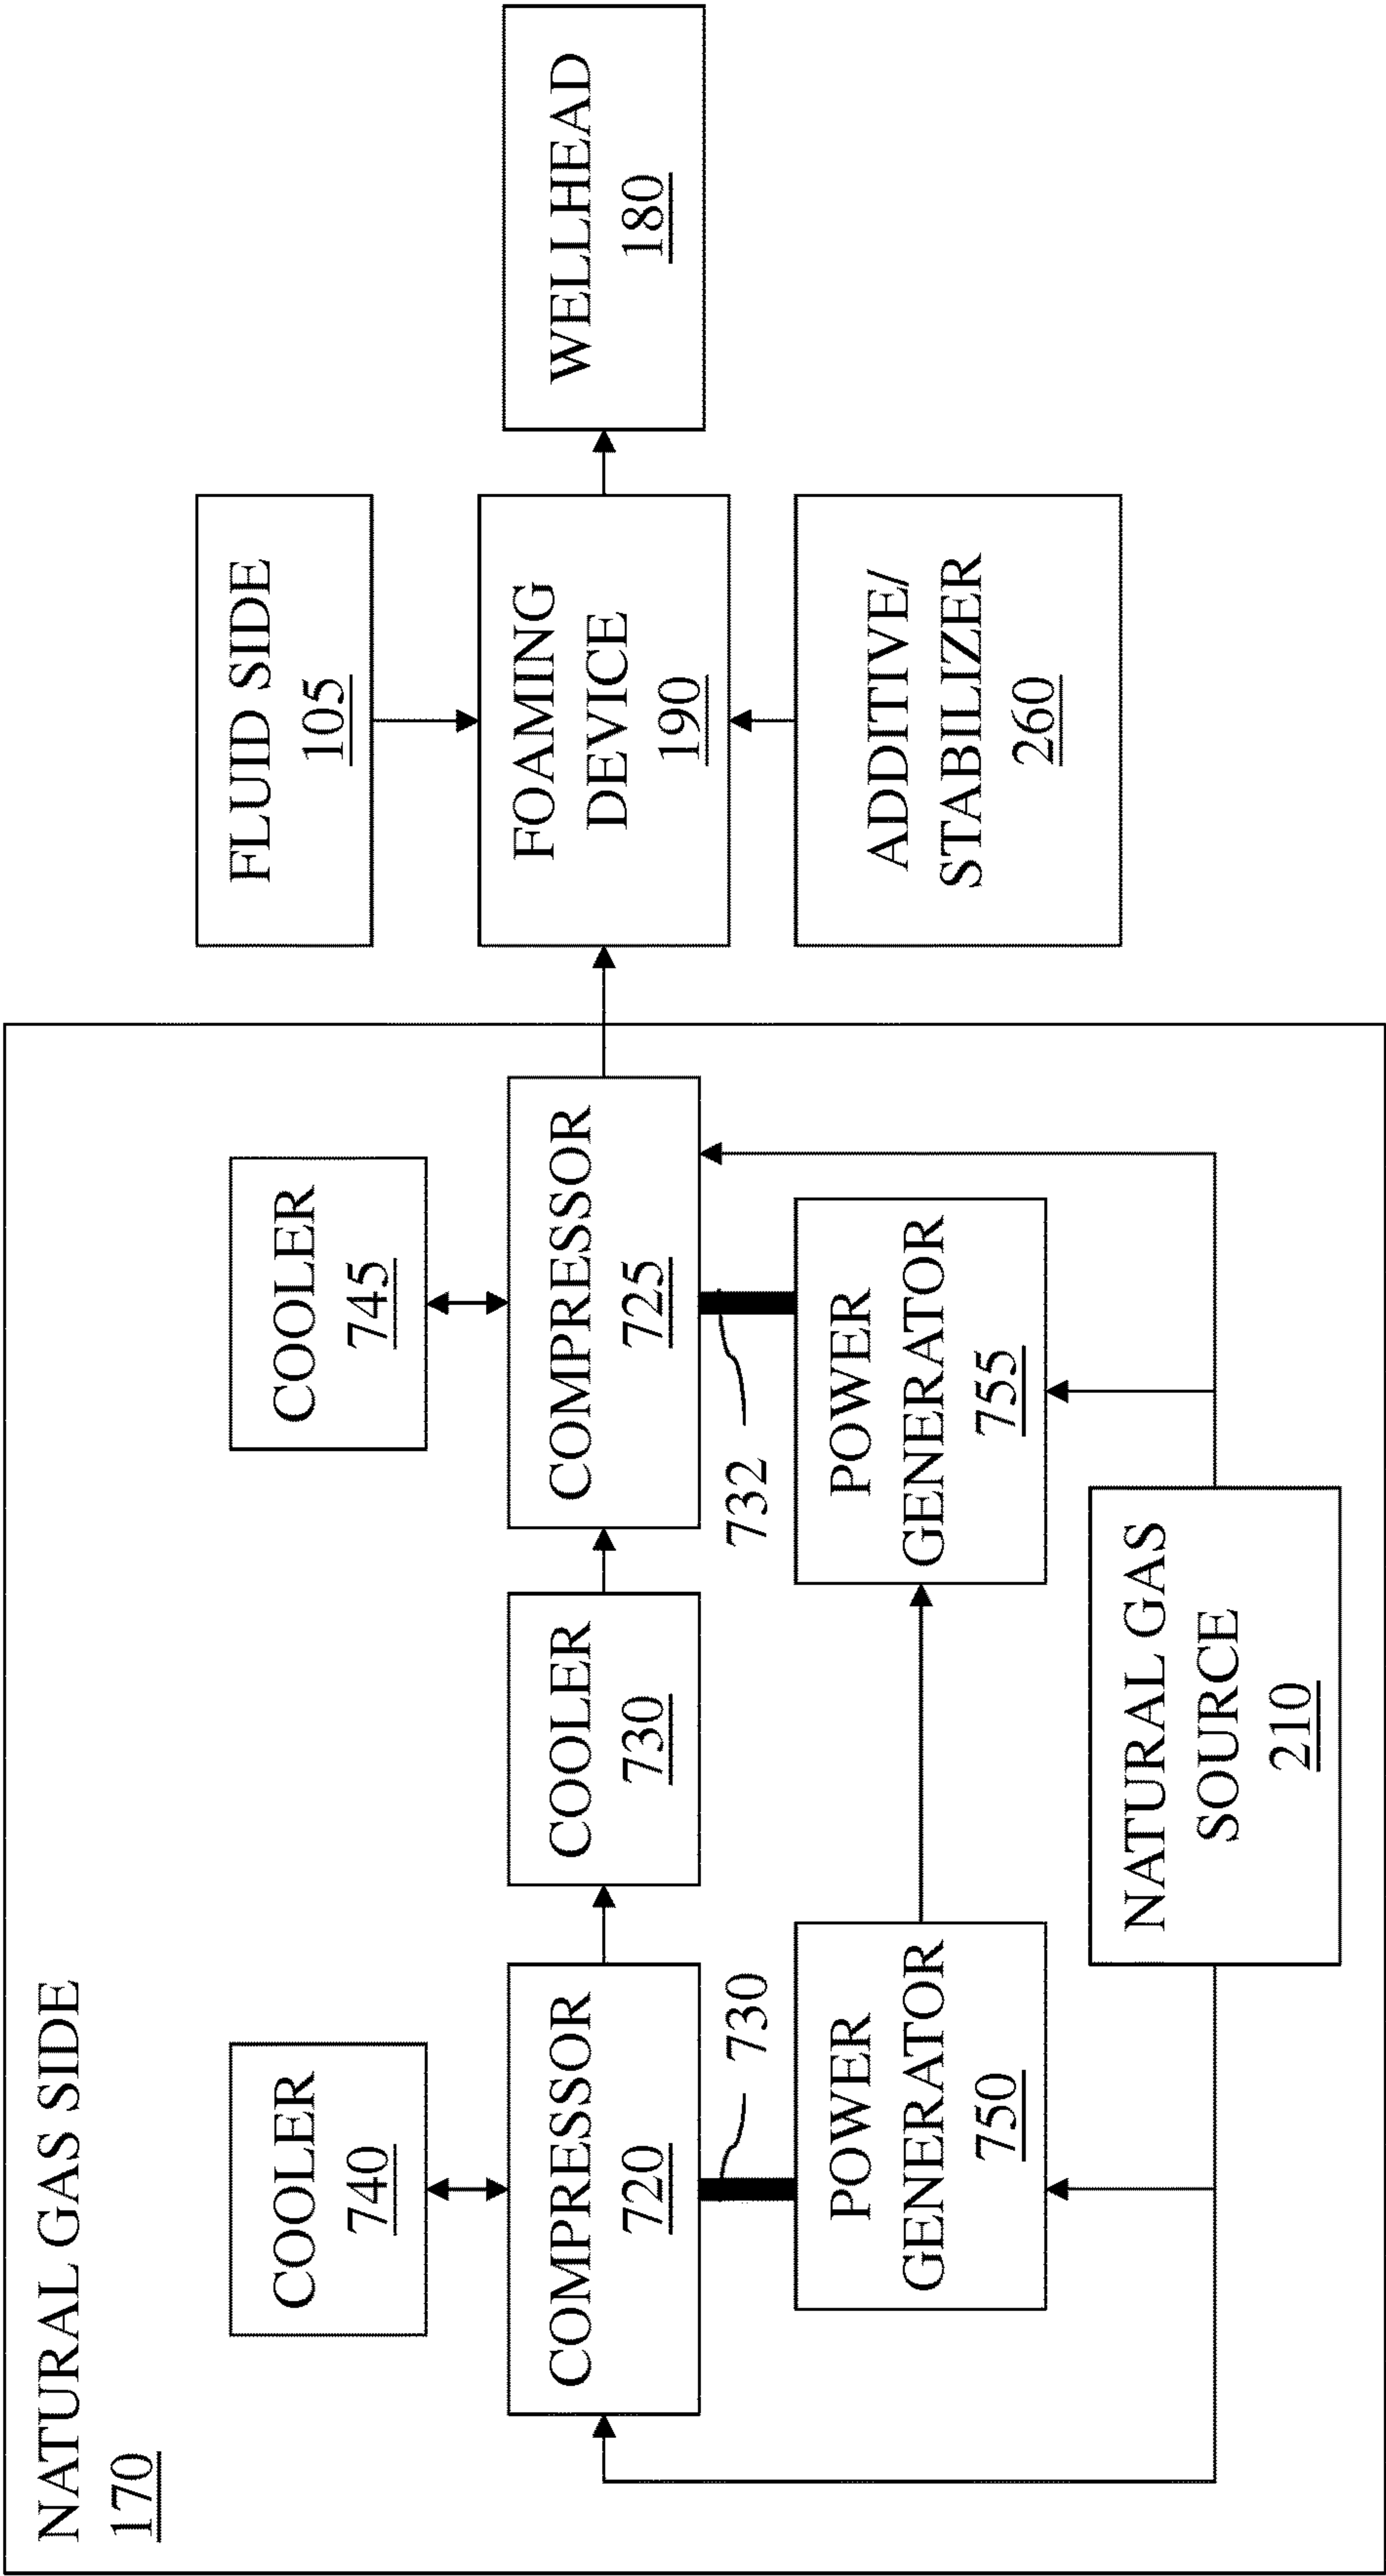 NATURAL GAS SIDE
170
COOLER
740
COOLER
745
FLUID SIDE
105
COMPRESSOR
720
COOLER
730
COMPRESSOR
725
FOAMING
DEVICE
190
WELLHEAD
180
730
732
POWER
GENERATOR
750
POWER
GENERATOR
755
ADDITIVE/
STABILIZER
260
NATURAL GAS
SOURCE
210